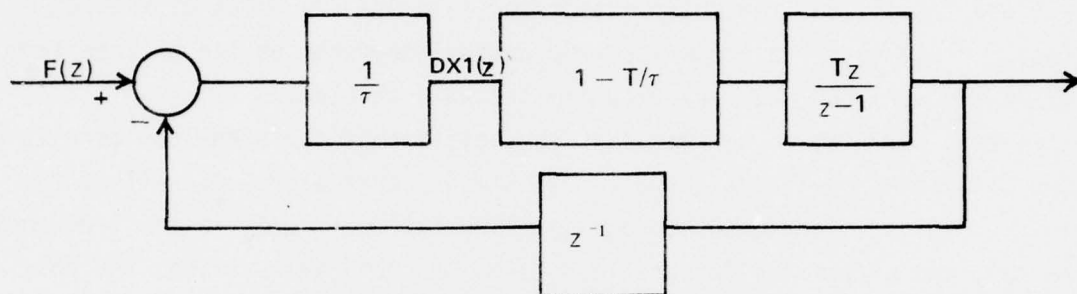 F(z)
+
−
1
τ
DX1(z)
1 − T/τ
Tz
z−1
z⁻¹